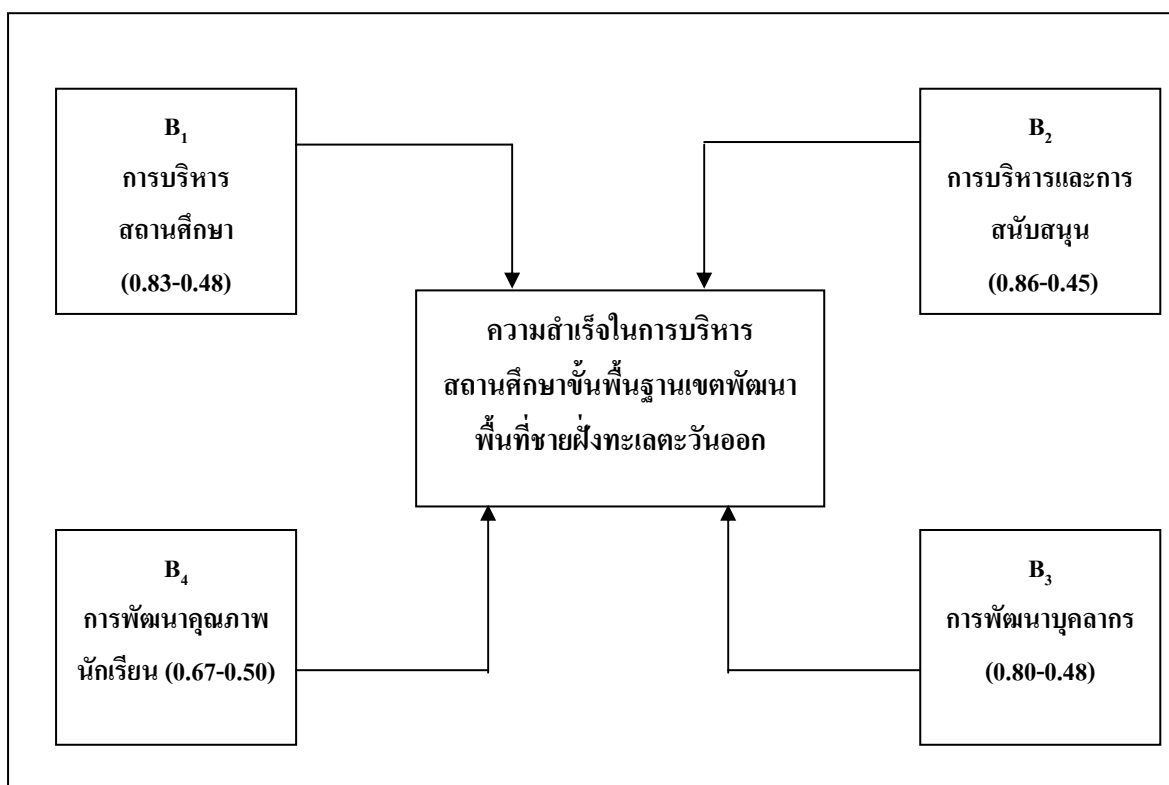 B₁
การบริหาร
สถานศึกษา
(0.83-0.48)
B₂
การบริหารและการ
สนับสนุน
(0.86-0.45)
ความสำเร็จในการบริหาร
สถานศึกษาขั้นพื้นฐานเขตพัฒนา
พื้นที่ชายฝั่งทะเลตะวันออก
B₄
การพัฒนาคุณภาพ
นักเรียน (0.67-0.50)
B₃
การพัฒนาบุคลากร
(0.80-0.48)